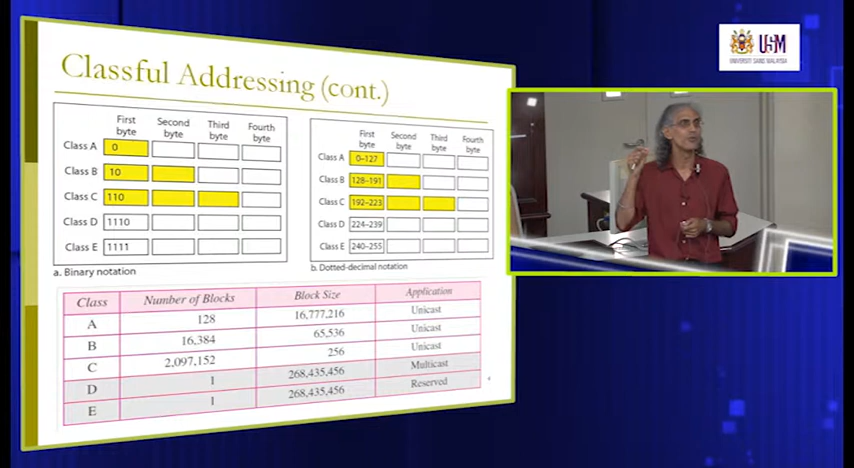 Classful Addressing (cont.)
First byte Second byte Third byte Fourth byte
Class A 0
Class B 10
Class C 110
Class D 1110
Class E 1111
a. Binary notation
First byte Second byte Third byte Fourth byte
Class A 0–127
Class B 128–191
Class C 192–223
Class D 224–239
Class E 240–255
b. Dotted-decimal notation
Class Number of Blocks Block Size Application
A 128 16,777,216 Unicast
B 16,384 65,536 Unicast
C 2,097,152 256 Unicast
D 1 268,435,456 Multicast
E 1 268,435,456 Reserved
USM
UNIVERSITI SAINS MALAYSIA